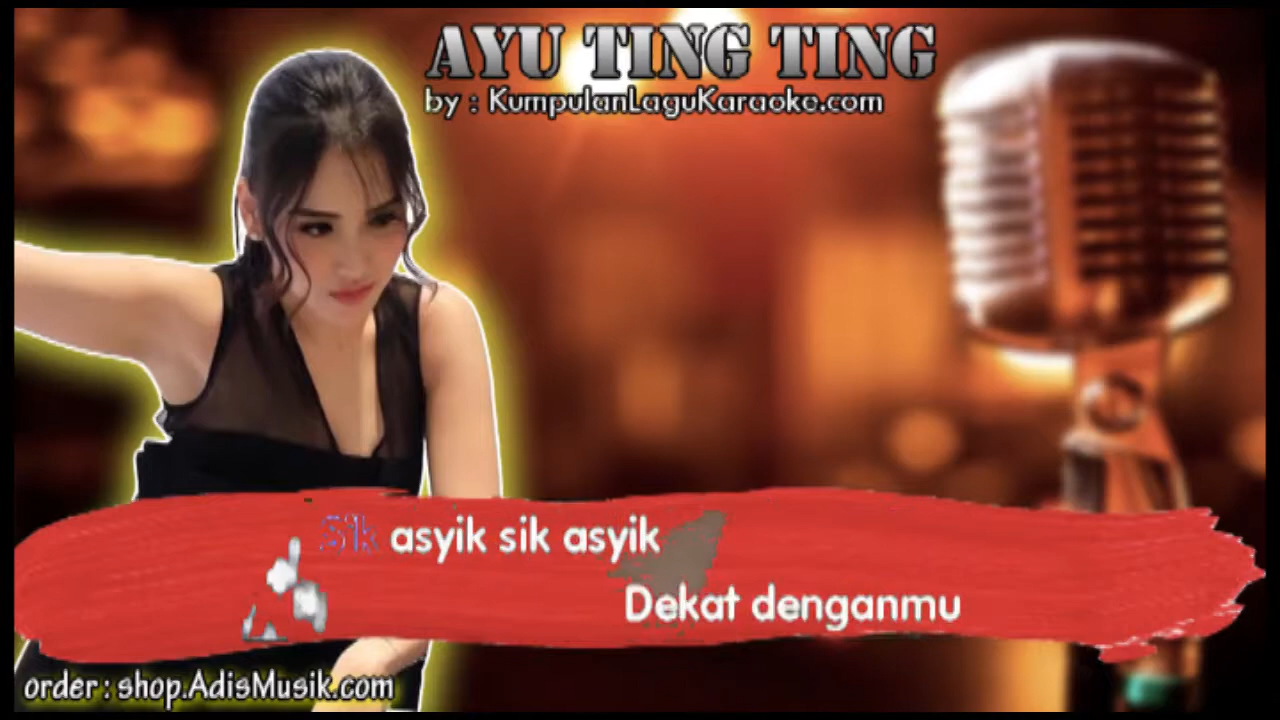 AYU TING TING
by : KumpulanLaguKaraoke.com
Sik asyik sik asyik
Dekat denganmu
order : shop.AdisMusik.com